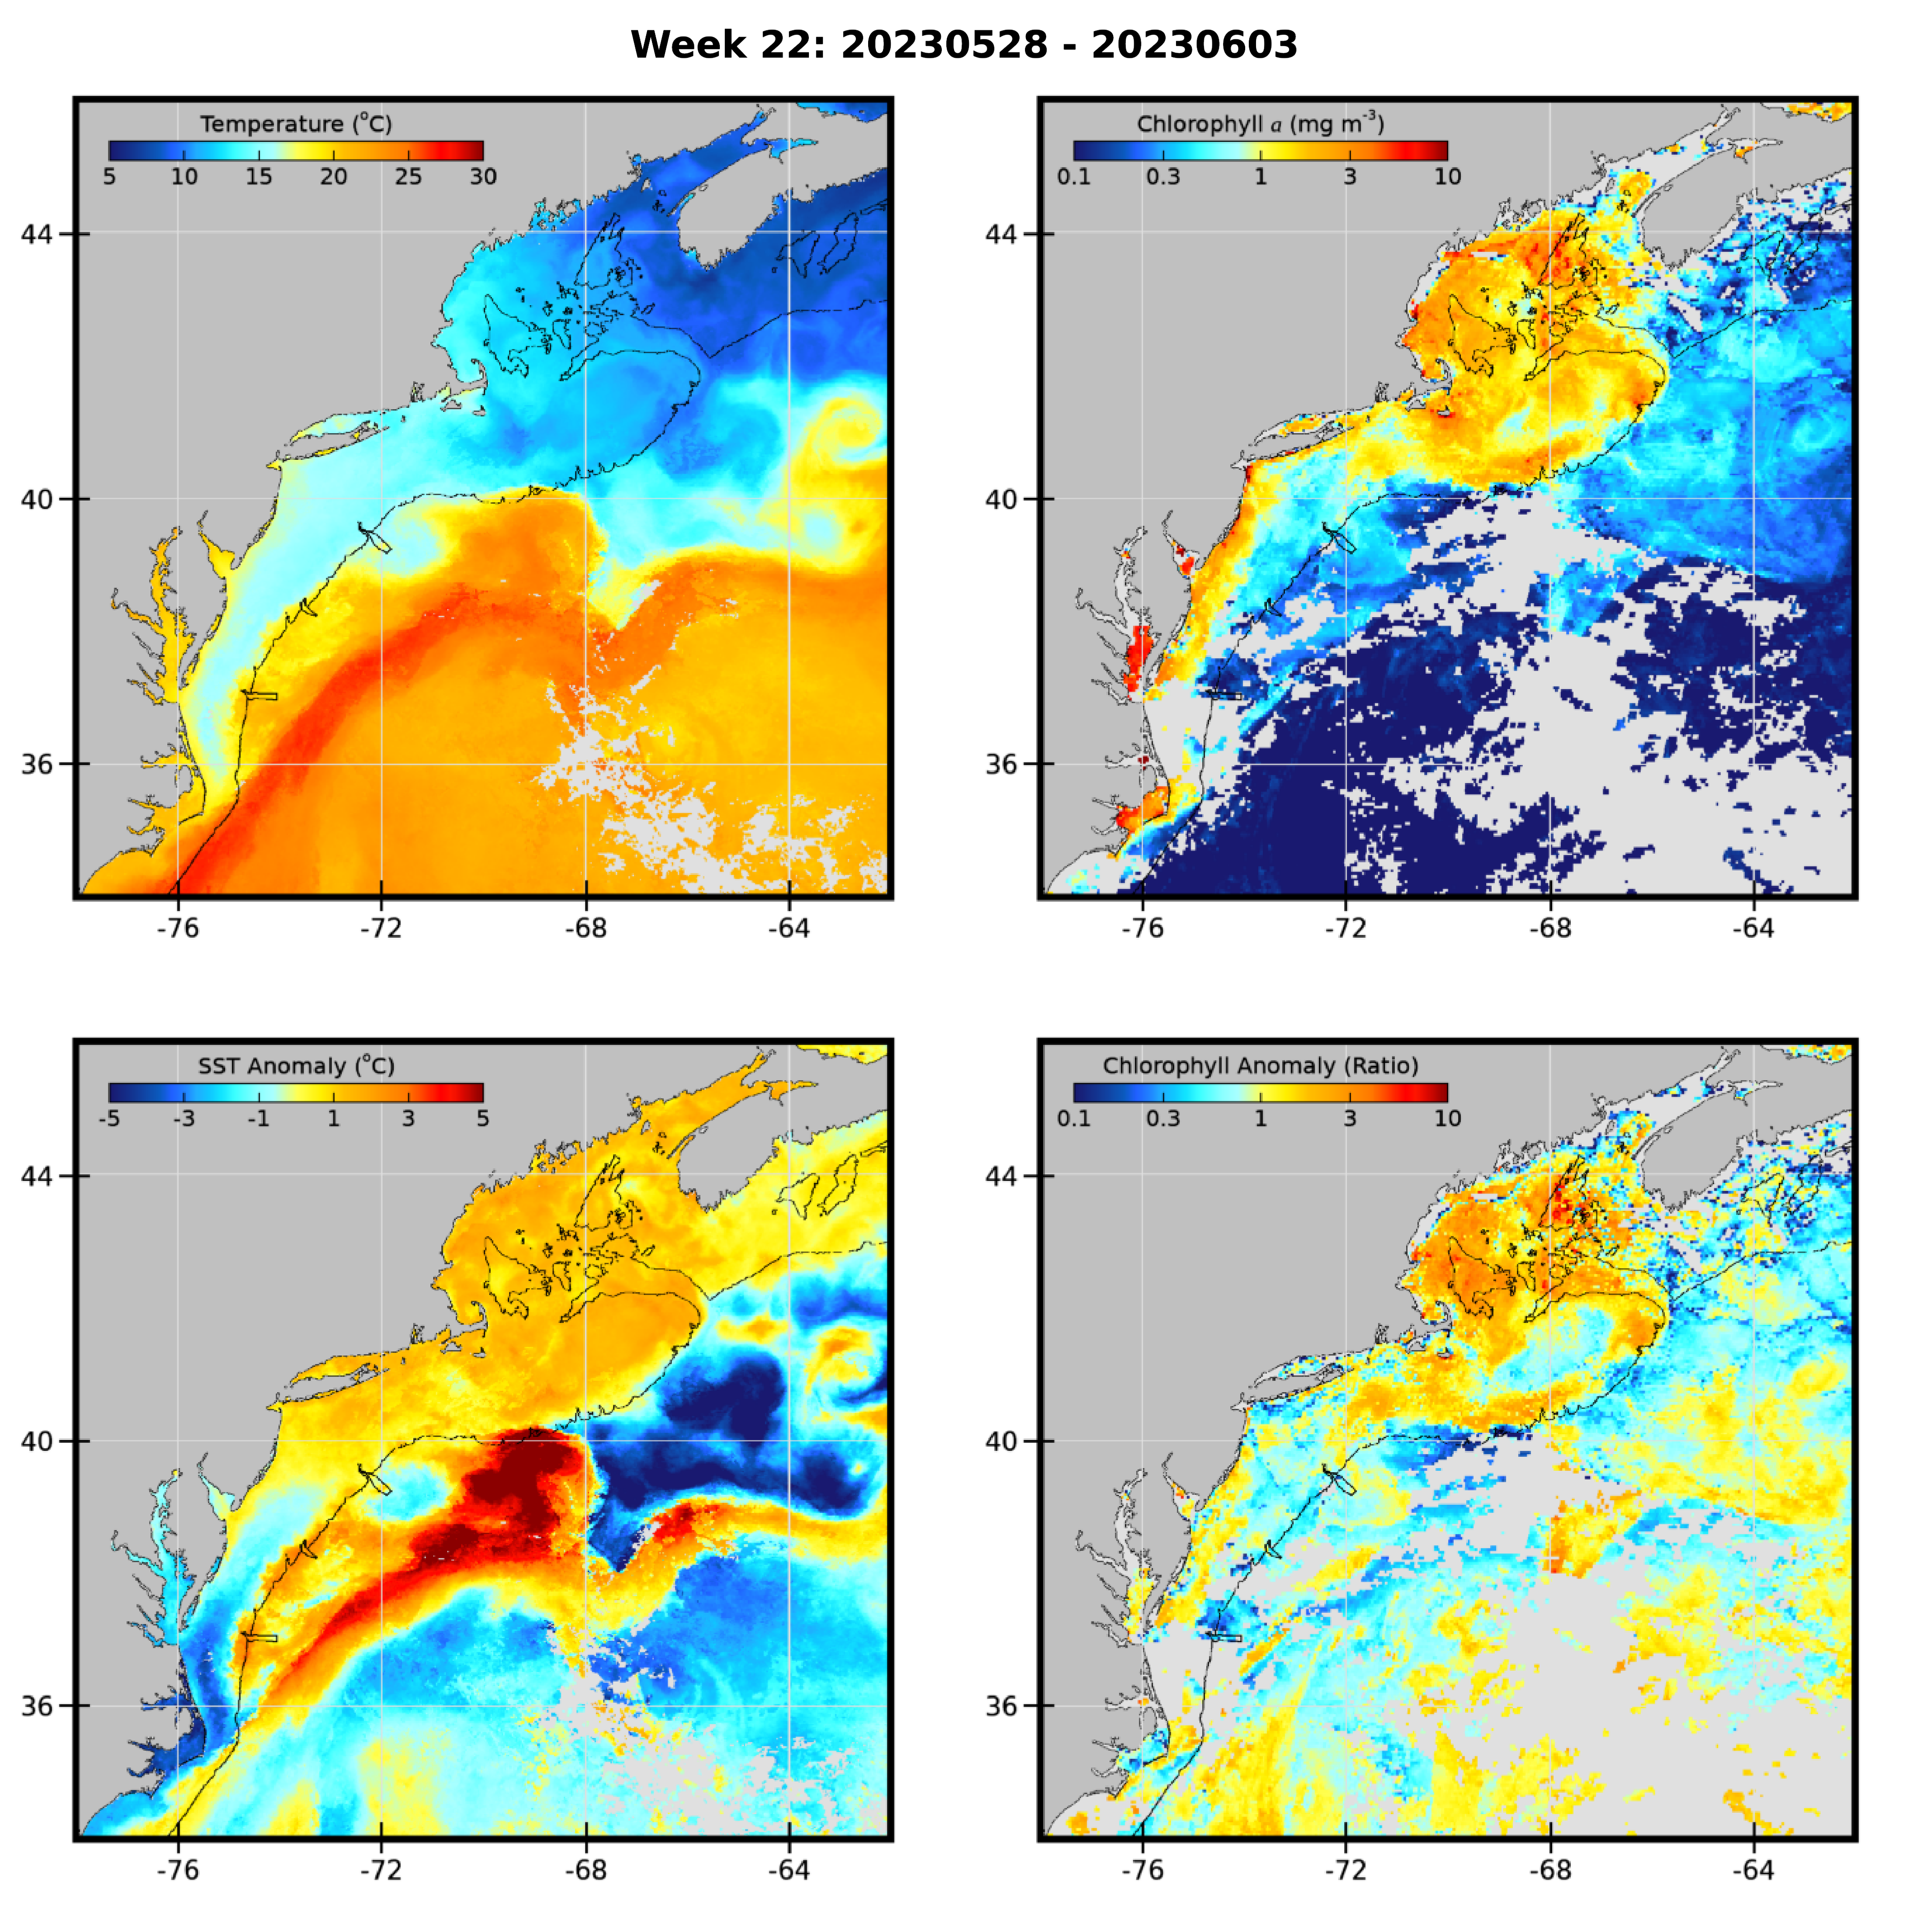 Week 22: 20230528 - 20230603
Temperature (°C)
5 10 15 20 25 30
44
40
36
-76 -72 -68 -64
Chlorophyll a (mg m⁻³)
0.1 0.3 1 3 10
44
40
36
-76 -72 -68 -64
SST Anomaly (°C)
-5 -3 -1 1 3 5
44
40
36
-76 -72 -68 -64
Chlorophyll Anomaly (Ratio)
0.1 0.3 1 3 10
44
40
36
-76 -72 -68 -64